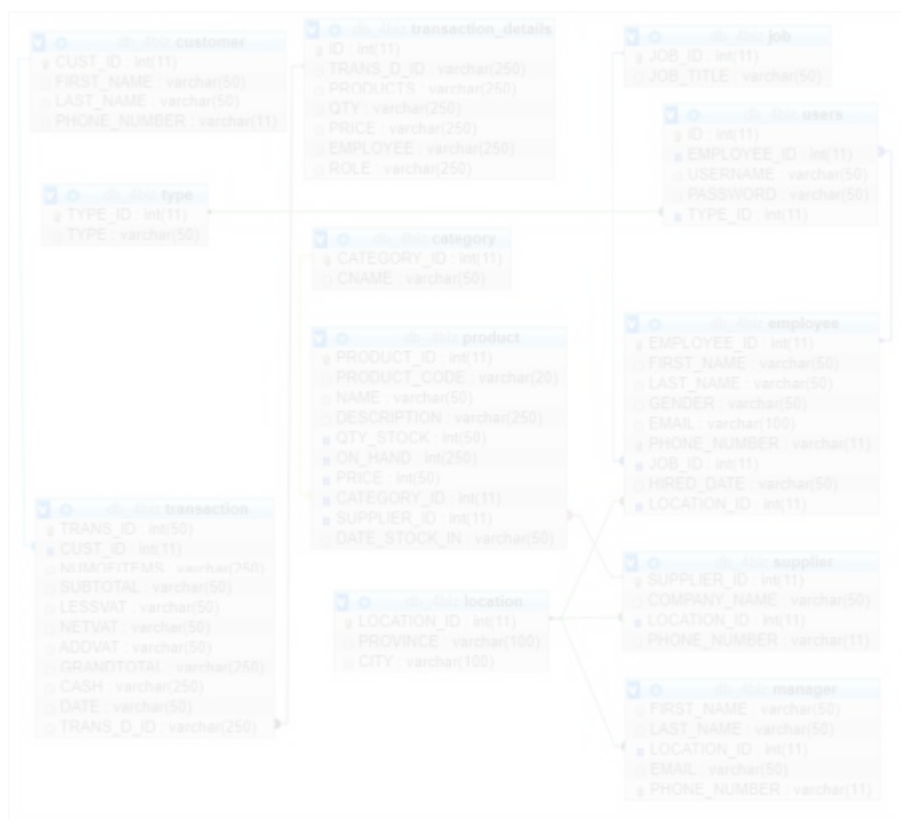 customer
CUST_ID : int(11)
FIRST_NAME : varchar(50)
LAST_NAME : varchar(50)
PHONE_NUMBER : varchar(11)
transaction_details
ID : int(11)
TRANS_D_ID : varchar(250)
PRODUCTS : varchar(250)
QTY : varchar(250)
PRICE : varchar(250)
EMPLOYEE : varchar(250)
ROLE : varchar(250)
job
JOB_ID : int(11)
JOB_TITLE : varchar(50)
users
ID : int(11)
EMPLOYEE_ID : int(11)
USERNAME : varchar(50)
PASSWORD : varchar(50)
TYPE_ID : int(11)
type
TYPE_ID : int(11)
TYPE : varchar(50)
category
CATEGORY_ID : int(11)
CNAME : varchar(50)
product
PRODUCT_ID : int(11)
PRODUCT_CODE : varchar(20)
NAME : varchar(50)
DESCRIPTION : varchar(250)
QTY_STOCK : int(50)
ON_HAND : int(250)
PRICE : int(50)
CATEGORY_ID : int(11)
SUPPLIER_ID : int(11)
DATE_STOCK_IN : varchar(50)
employee
EMPLOYEE_ID : int(11)
FIRST_NAME : varchar(50)
LAST_NAME : varchar(50)
GENDER : varchar(50)
EMAIL : varchar(100)
PHONE_NUMBER : varchar(11)
JOB_ID : int(11)
HIRED_DATE : varchar(50)
LOCATION_ID : int(11)
transaction
TRANS_ID : int(50)
CUST_ID : int(11)
NUMOFITEMS : varchar(250)
SUBTOTAL : varchar(50)
LESSVAT : varchar(50)
NETVAT : varchar(50)
ADDVAT : varchar(50)
GRANDTOTAL : varchar(250)
CASH : varchar(250)
DATE : varchar(50)
TRANS_D_ID : varchar(250)
location
LOCATION_ID : int(11)
PROVINCE : varchar(100)
CITY : varchar(100)
supplier
SUPPLIER_ID : int(11)
COMPANY_NAME : varchar(50)
LOCATION_ID : int(11)
PHONE_NUMBER : varchar(11)
manager
FIRST_NAME : varchar(50)
LAST_NAME : varchar(50)
LOCATION_ID : int(11)
EMAIL : varchar(50)
PHONE_NUMBER : varchar(11)